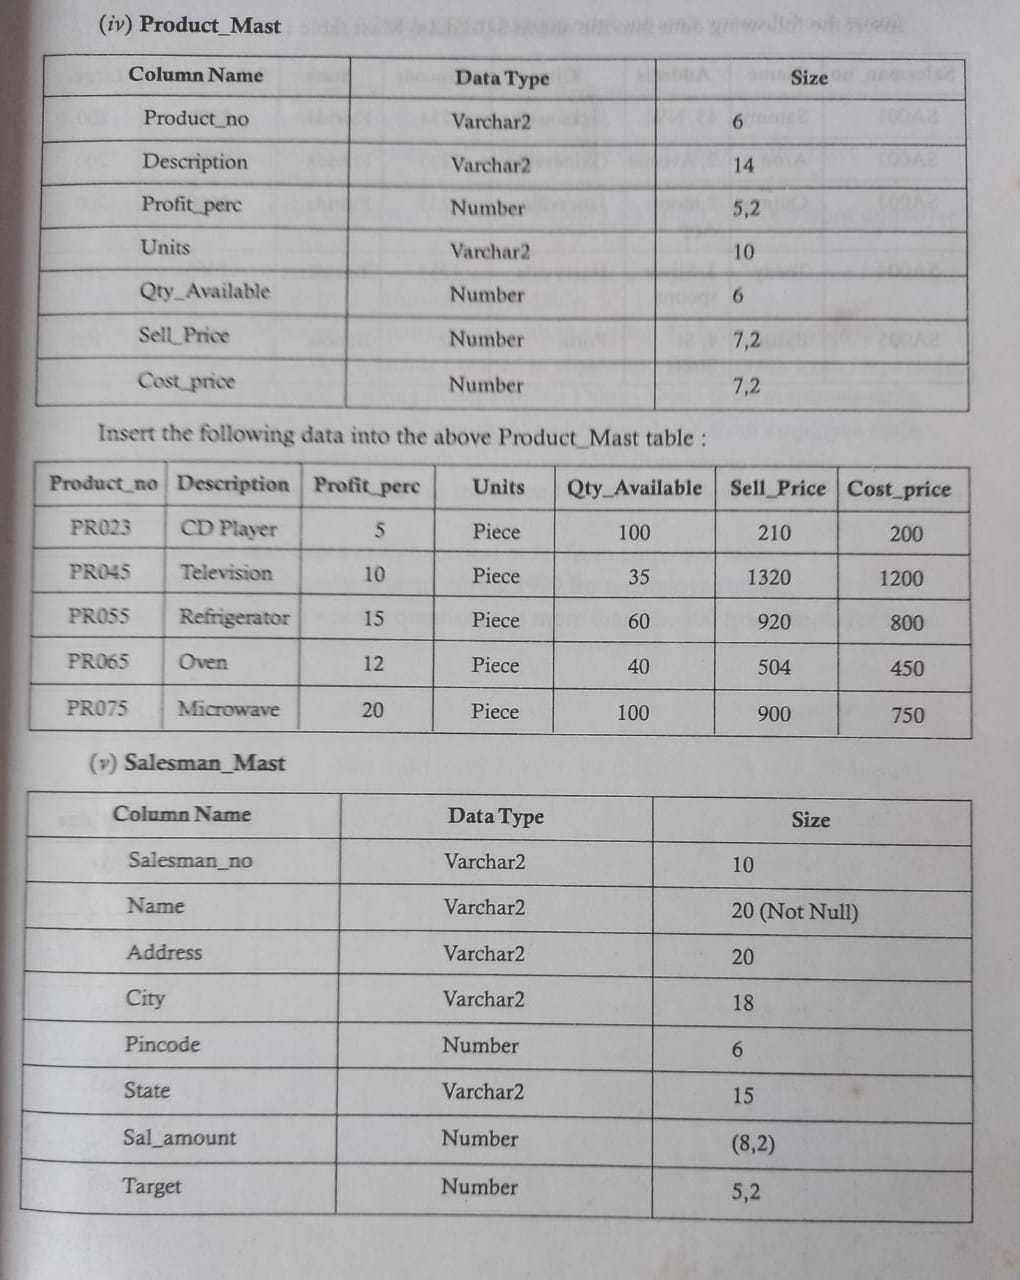 (iv) Product_Mast
Column Name Data Type Size
Product_no Varchar2 6
Description Varchar2 14
Profit_perc Number 5,2
Units Varchar2 10
Qty_Available Number 6
Sell_Price Number 7,2
Cost_price Number 7,2
Insert the following data into the above Product_Mast table :
Product_no Description Profit_perc Units Qty_Available Sell_Price Cost_price
PR023 CD Player 5 Piece 100 210 200
PR045 Television 10 Piece 35 1320 1200
PR055 Refrigerator 15 Piece 60 920 800
PR065 Oven 12 Piece 40 504 450
PR075 Microwave 20 Piece 100 900 750
(v) Salesman_Mast
Column Name Data Type Size
Salesman_no Varchar2 10
Name Varchar2 20 (Not Null)
Address Varchar2 20
City Varchar2 18
Pincode Number 6
State Varchar2 15
Sal_amount Number (8,2)
Target Number 5,2